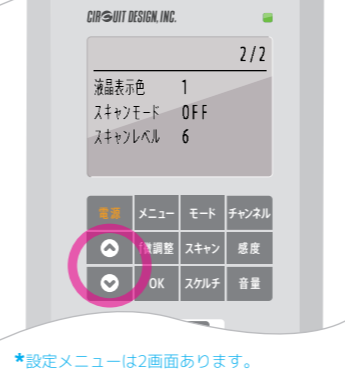 CIRCUIT DESIGN, INC.
2/2
液晶表示色 1
スキャンモード OFF
スキャンレベル 6
電源 メニュー モード チャンネル
微調整 スキャン 感度
OK スケルチ 音量
*設定メニューは2画面あります。